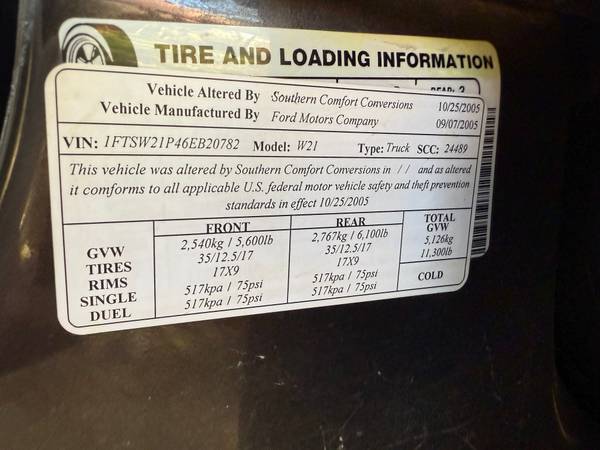 TIRE AND LOADING INFORMATION
Vehicle Altered By Southern Comfort Conversions 10/25/2005
Vehicle Manufactured By Ford Motors Company 09/07/2005
VIN: 1FTSW21P46EB20782 Model: W21 Type: Truck SCC: 24489
This vehicle was altered by Southern Comfort Conversions in / / and as altered
it conforms to all applicable U.S. federal motor vehicle safety and theft prevention
standards in effect 10/25/2005
FRONT REAR TOTAL GVW
GVW 2,540kg / 5,600lb 2,767kg / 6,100lb 5,126kg 11,300lb
TIRES 35/12.5/17 35/12.5/17
RIMS 17X9 17X9 COLD
SINGLE 517kpa / 75psi 517kpa / 75psi
DUEL 517kpa / 75psi 517kpa / 75psi